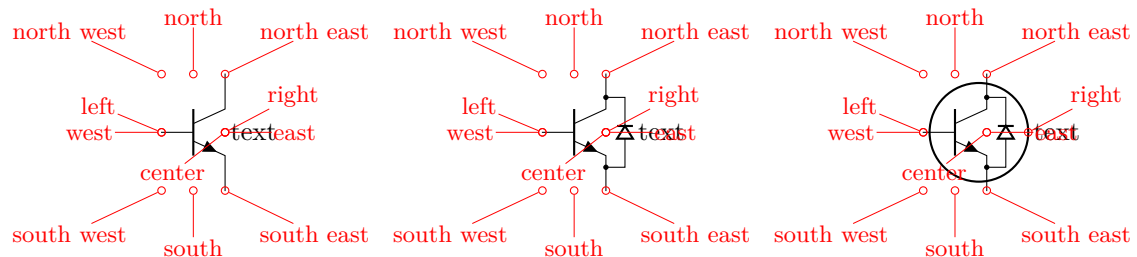 north north north
north west north east north west north east north west north east
left right left right left right
west text east west text east west text east
center center center
south west south east south west south east south west south east
south south south